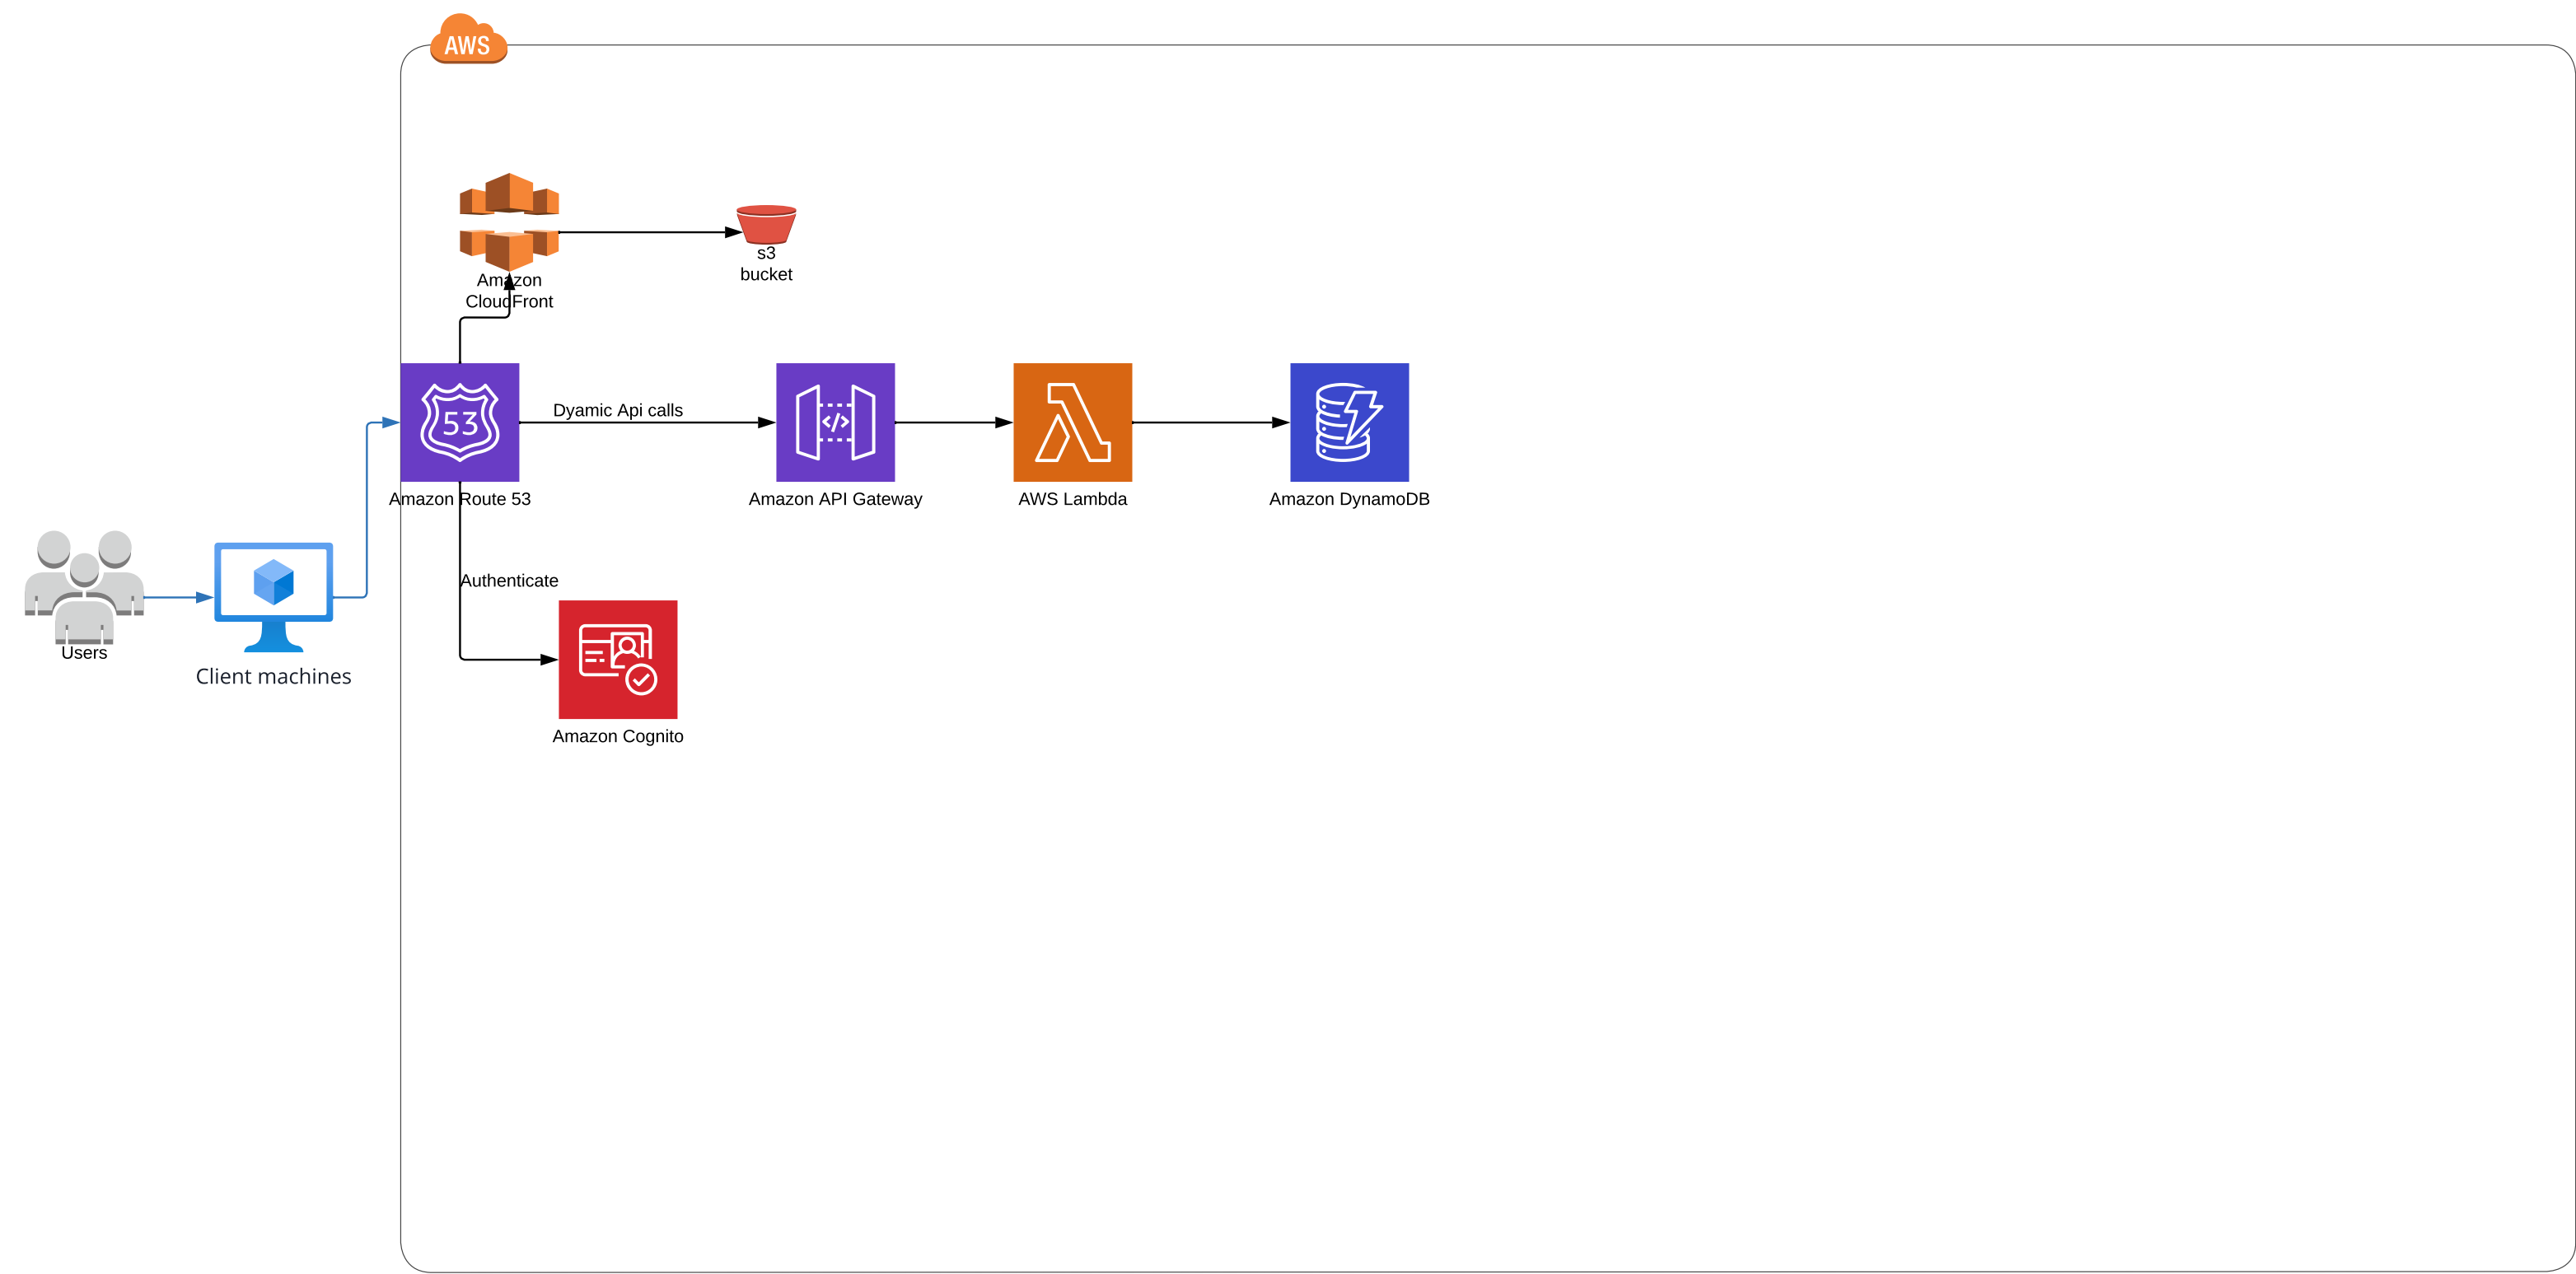 AWS
Amazon
CloudFront
s3
bucket
53
Dyamic Api calls
</>
Amazon Route 53
Amazon API Gateway
AWS Lambda
Amazon DynamoDB
Authenticate
Users
Client machines
Amazon Cognito